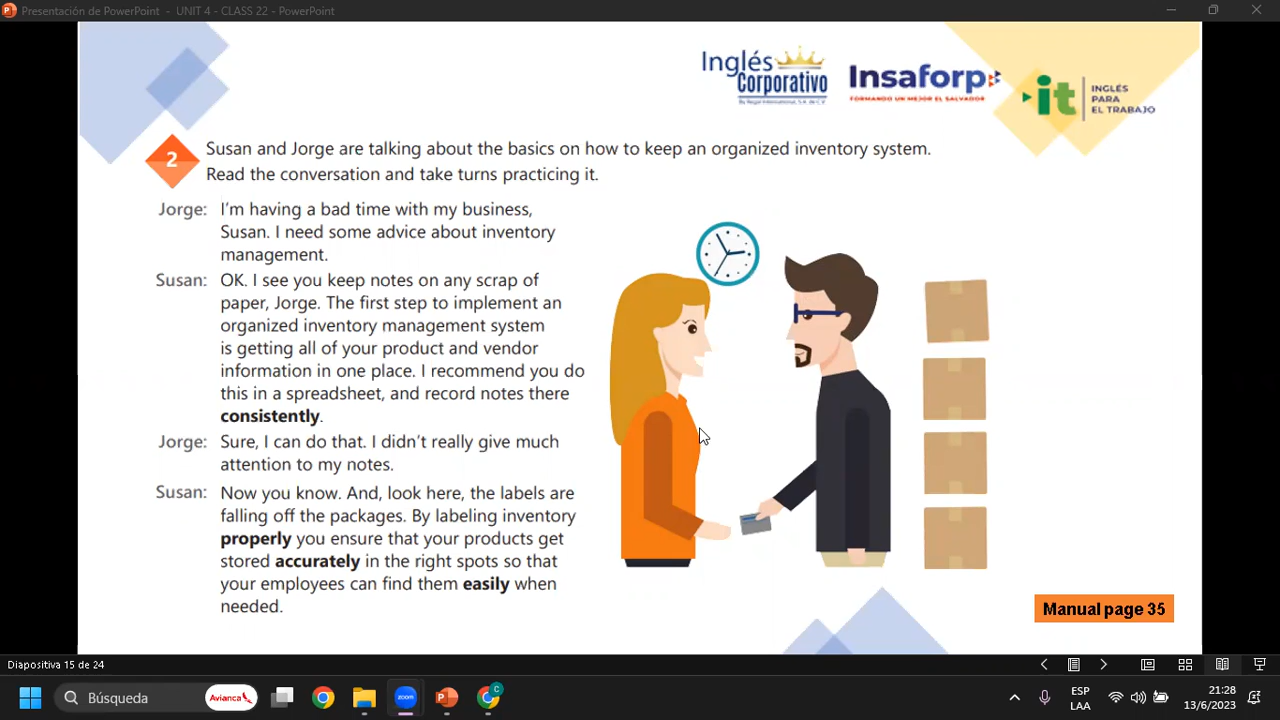 Presentación de PowerPoint - UNIT 4 - CLASS 22 - PowerPoint
Inglés
Corporativo
Insaforp
FORMANDO UN MEJOR EL SALVADOR
it
INGLÉS
PARA
EL TRABAJO
2
Susan and Jorge are talking about the basics on how to keep an organized inventory system.
Read the conversation and take turns practicing it.
Jorge: I'm having a bad time with my business,
Susan. I need some advice about inventory
management.
Susan: OK. I see you keep notes on any scrap of
paper, Jorge. The first step to implement an
organized inventory management system
is getting all of your product and vendor
information in one place. I recommend you do
this in a spreadsheet, and record notes there
consistently.
Jorge: Sure, I can do that. I didn't really give much
attention to my notes.
Susan: Now you know. And, look here, the labels are
falling off the packages. By labeling inventory
properly you ensure that your products get
stored accurately in the right spots so that
your employees can find them easily when
needed.
Manual page 35
Diapositiva 15 de 24
Búsqueda
Avianca
zoom
C
ESP
LAA
21:28
13/6/2023